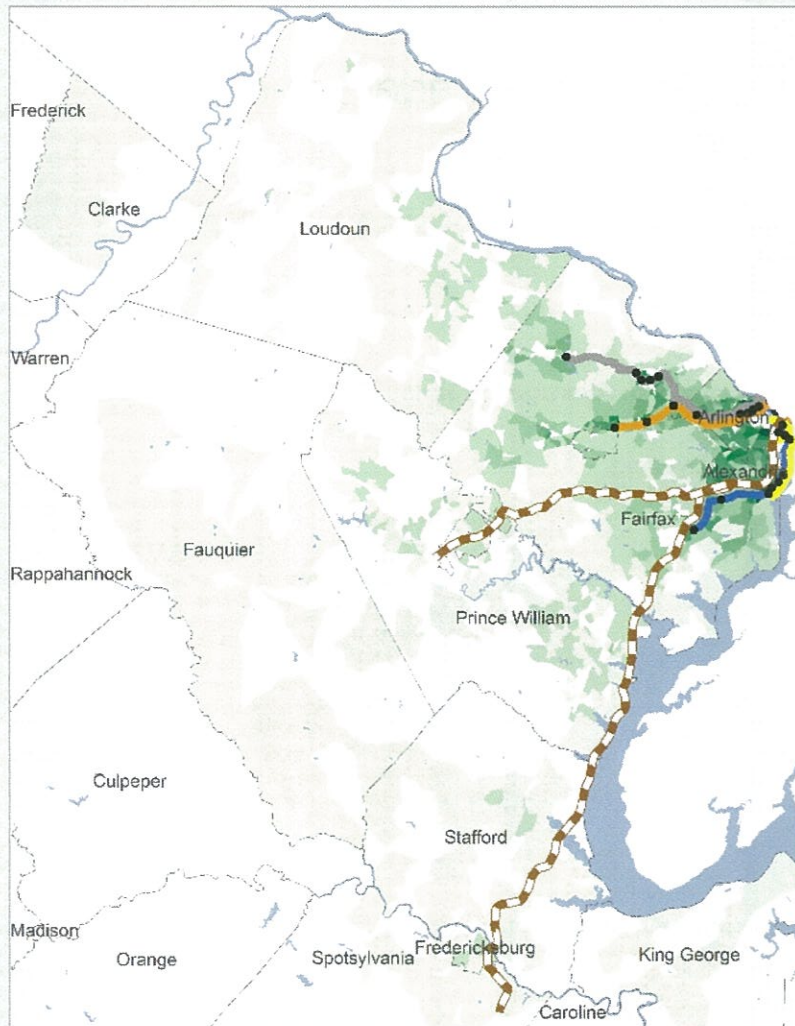 Frederick
Clarke
Loudoun
Warren
Arlington
Alexandria
Fairfax
Fauquier
Rappahannock
Prince William
Culpeper
Stafford
Madison
Fredericksburg
Orange
Spotsylvania
King George
Caroline